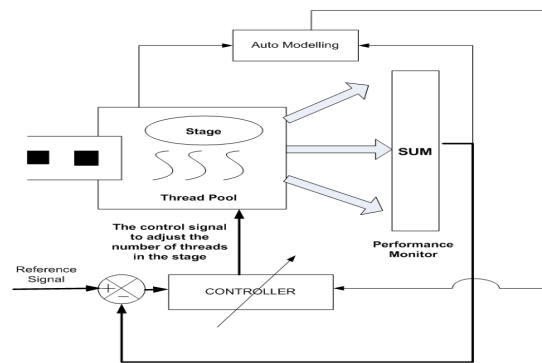 Auto Modelling
Stage
SUM
Thread Pool
The control signal
to adjust the
number of threads
in the stage
Performance
Monitor
Reference
Signal
+
−
CONTROLLER